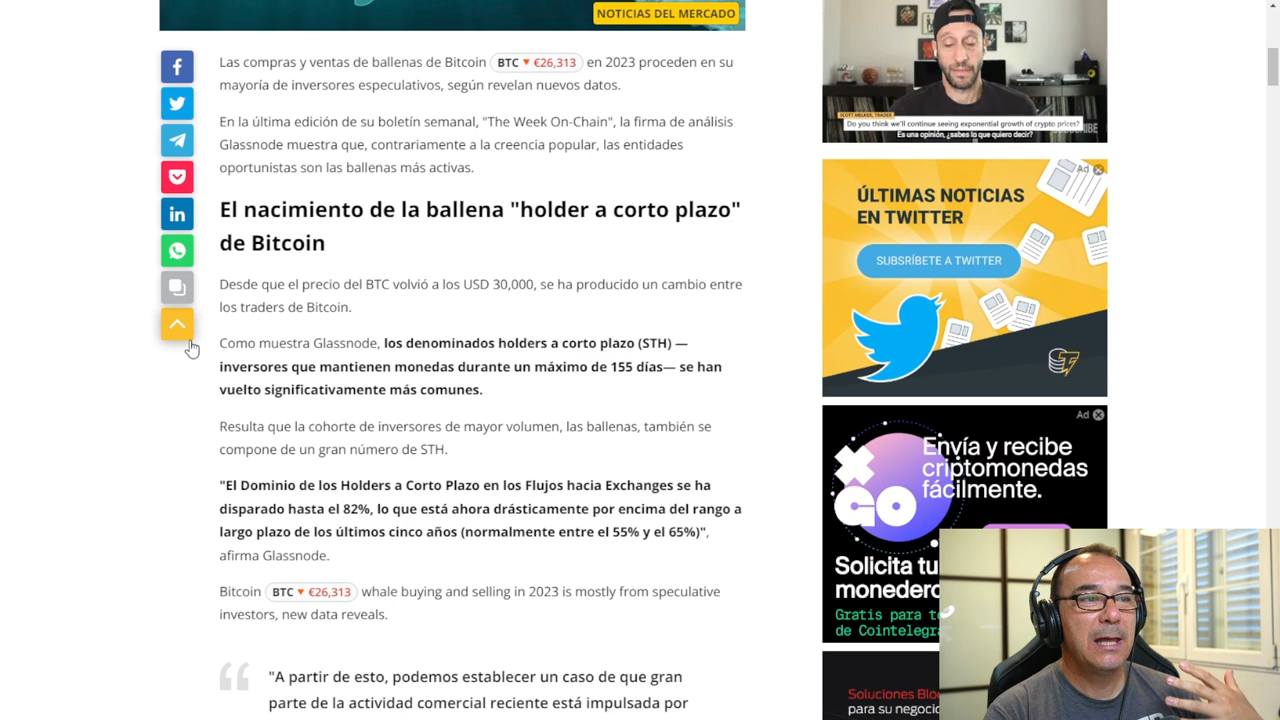 NOTICIAS DEL MERCADO
Las compras y ventas de ballenas de Bitcoin BTC ▼ €26,313 en 2023 proceden en su
mayoría de inversores especulativos, según revelan nuevos datos.
En la última edición de su boletín semanal, "The Week On-Chain", la firma de análisis
Glassnode muestra que, contrariamente a la creencia popular, las entidades
oportunistas son las ballenas más activas.
El nacimiento de la ballena "holder a corto plazo"
de Bitcoin
Desde que el precio del BTC volvió a los USD 30,000, se ha producido un cambio entre
los traders de Bitcoin.
Como muestra Glassnode, los denominados holders a corto plazo (STH) —
inversores que mantienen monedas durante un máximo de 155 días— se han
vuelto significativamente más comunes.
Resulta que la cohorte de inversores de mayor volumen, las ballenas, también se
compone de un gran número de STH.
"El Dominio de los Holders a Corto Plazo en los Flujos hacia Exchanges se ha
disparado hasta el 82%, lo que está ahora drásticamente por encima del rango a
largo plazo de los últimos cinco años (normalmente entre el 55% y el 65%)",
afirma Glassnode.
Bitcoin BTC ▼ €26,313 whale buying and selling in 2023 is mostly from speculative
investors, new data reveals.
"A partir de esto, podemos establecer un caso de que gran
parte de la actividad comercial reciente está impulsada por
SCOTT MELKER, TRADER
Do you think we'll continue seeing exponential growth of crypto prices?
Es una opinión, ¿sabes lo que quiero decir?
Ad
ÚLTIMAS NOTICIAS
EN TWITTER
SUBSRÍBETE A TWITTER
Ad
Envía y recibe
criptomonedas
fácilmente.
Solicita tu
monedero
Gratis para
de Cointelegra
Soluciones Blo
para su negocio